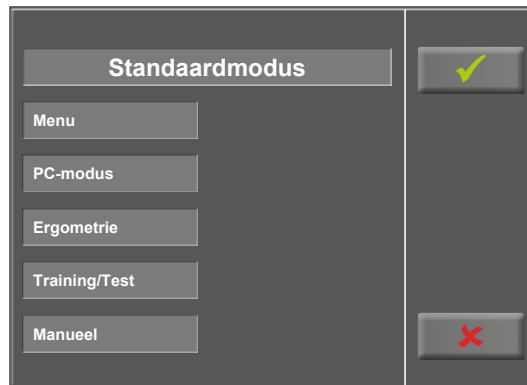 Standaardmodus
Menu
PC-modus
Ergometrie
Training/Test
Manueel